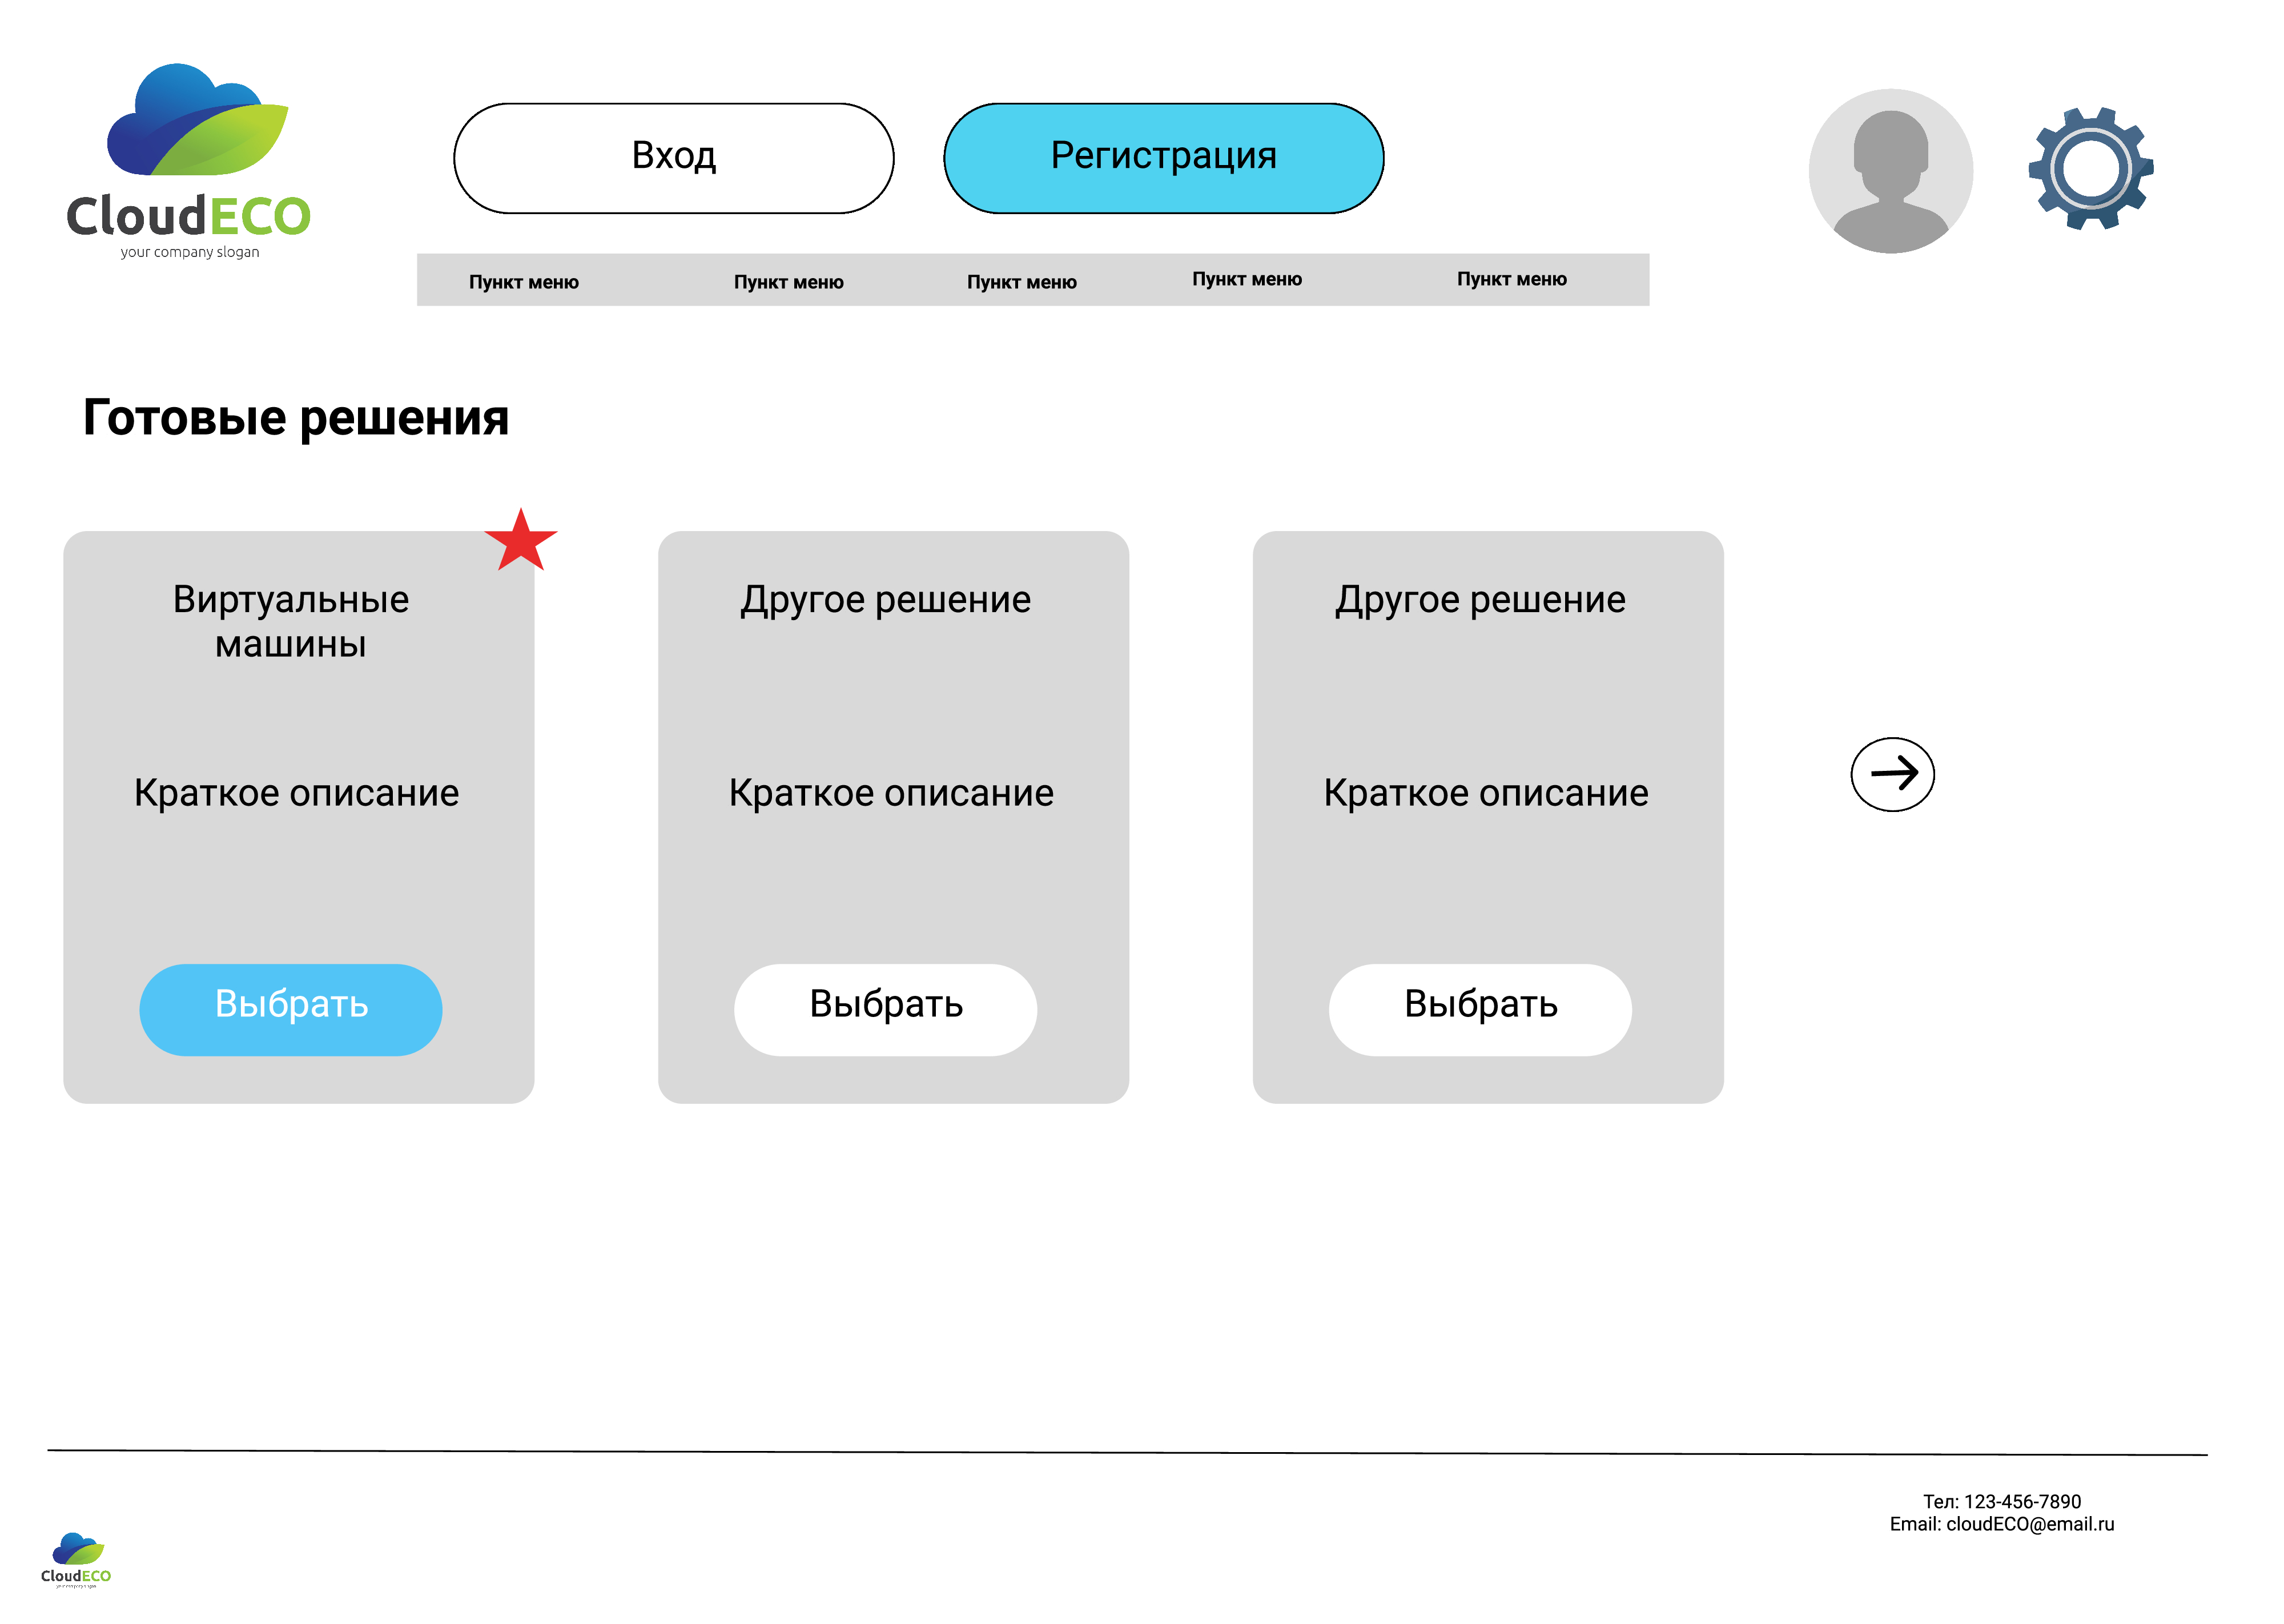 CloudECO
your company slogan
Вход
Регистрация
Пункт меню
Пункт меню
Пункт меню
Пункт меню
Пункт меню
Готовые решения
Виртуальные
машины
Краткое описание
Выбрать
Другое решение
Краткое описание
Выбрать
Другое решение
Краткое описание
Выбрать
Тел: 123-456-7890
Email: cloudECO@email.ru
CloudECO